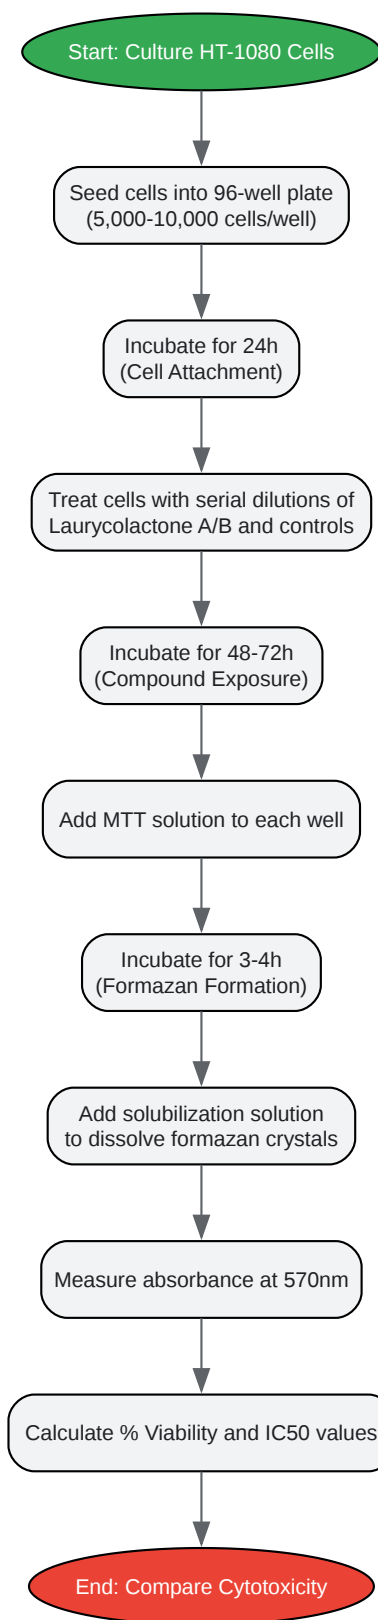 Start: Culture HT-1080 Cells
Seed cells into 96-well plate
(5,000-10,000 cells/well)
Incubate for 24h
(Cell Attachment)
Treat cells with serial dilutions of
Laurycolactone A/B and controls
Incubate for 48-72h
(Compound Exposure)
Add MTT solution to each well
Incubate for 3-4h
(Formazan Formation)
Add solubilization solution
to dissolve formazan crystals
Measure absorbance at 570nm
Calculate % Viability and IC50 values
End: Compare Cytotoxicity